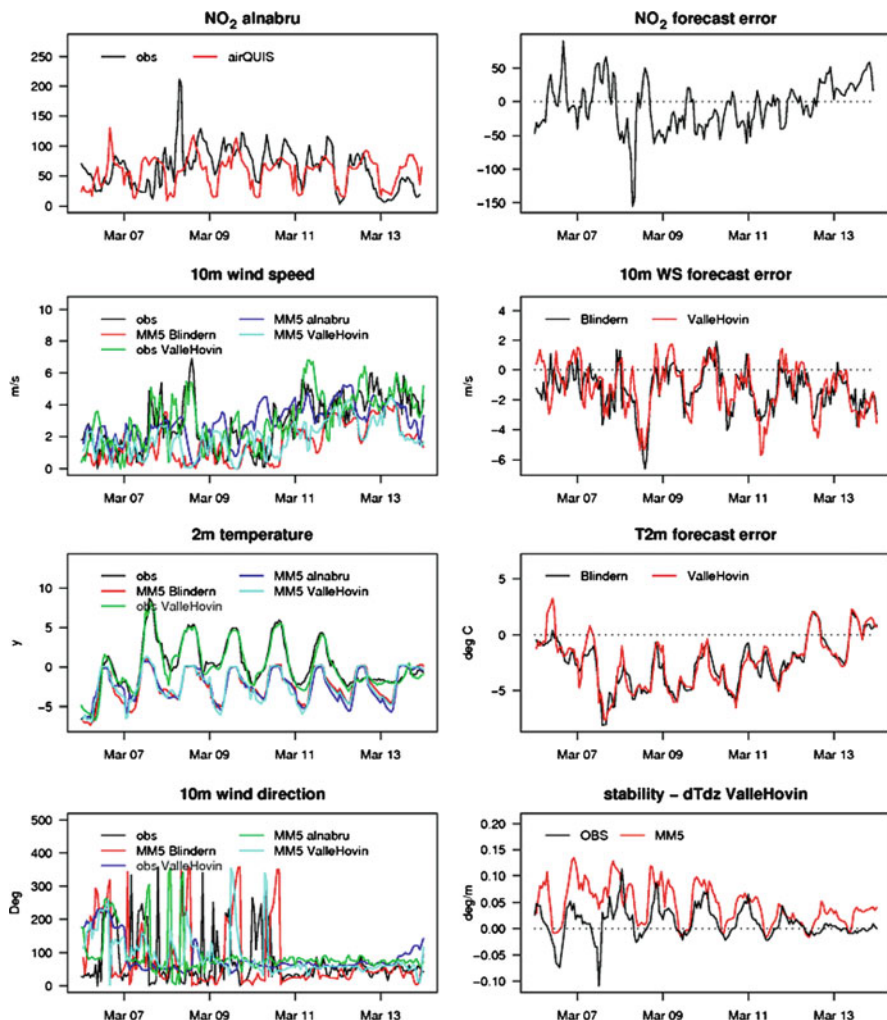 NO2 alnabru
obs airQUIS
250
200
150
100
50
0
Mar 07 Mar 09 Mar 11 Mar 13
NO2 forecast error
50
0
−50
−100
−150
Mar 07 Mar 09 Mar 11 Mar 13
10m wind speed
obs MM5 alnabru
MM5 Blindern MM5 ValleHovin
obs ValleHovin
m/s
10
8
6
4
2
0
Mar 07 Mar 09 Mar 11 Mar 13
10m WS forecast error
Blindern ValleHovin
m/s
4
2
0
−2
−4
−6
Mar 07 Mar 09 Mar 11 Mar 13
2m temperature
obs MM5 alnabru
MM5 Blindern MM5 ValleHovin
obs ValleHovin
y
10
5
0
−5
Mar 07 Mar 09 Mar 11 Mar 13
T2m forecast error
Blindern ValleHovin
deg C
5
0
−5
Mar 07 Mar 09 Mar 11 Mar 13
10m wind direction
obs MM5 alnabru
MM5 Blindern MM5 ValleHovin
obs ValleHovin
Deg
500
400
300
200
100
0
Mar 07 Mar 09 Mar 11 Mar 13
stability − dTdz ValleHovin
OBS MM5
deg/m
0.20
0.15
0.10
0.05
0.00
−0.05
−0.10
Mar 07 Mar 09 Mar 11 Mar 13